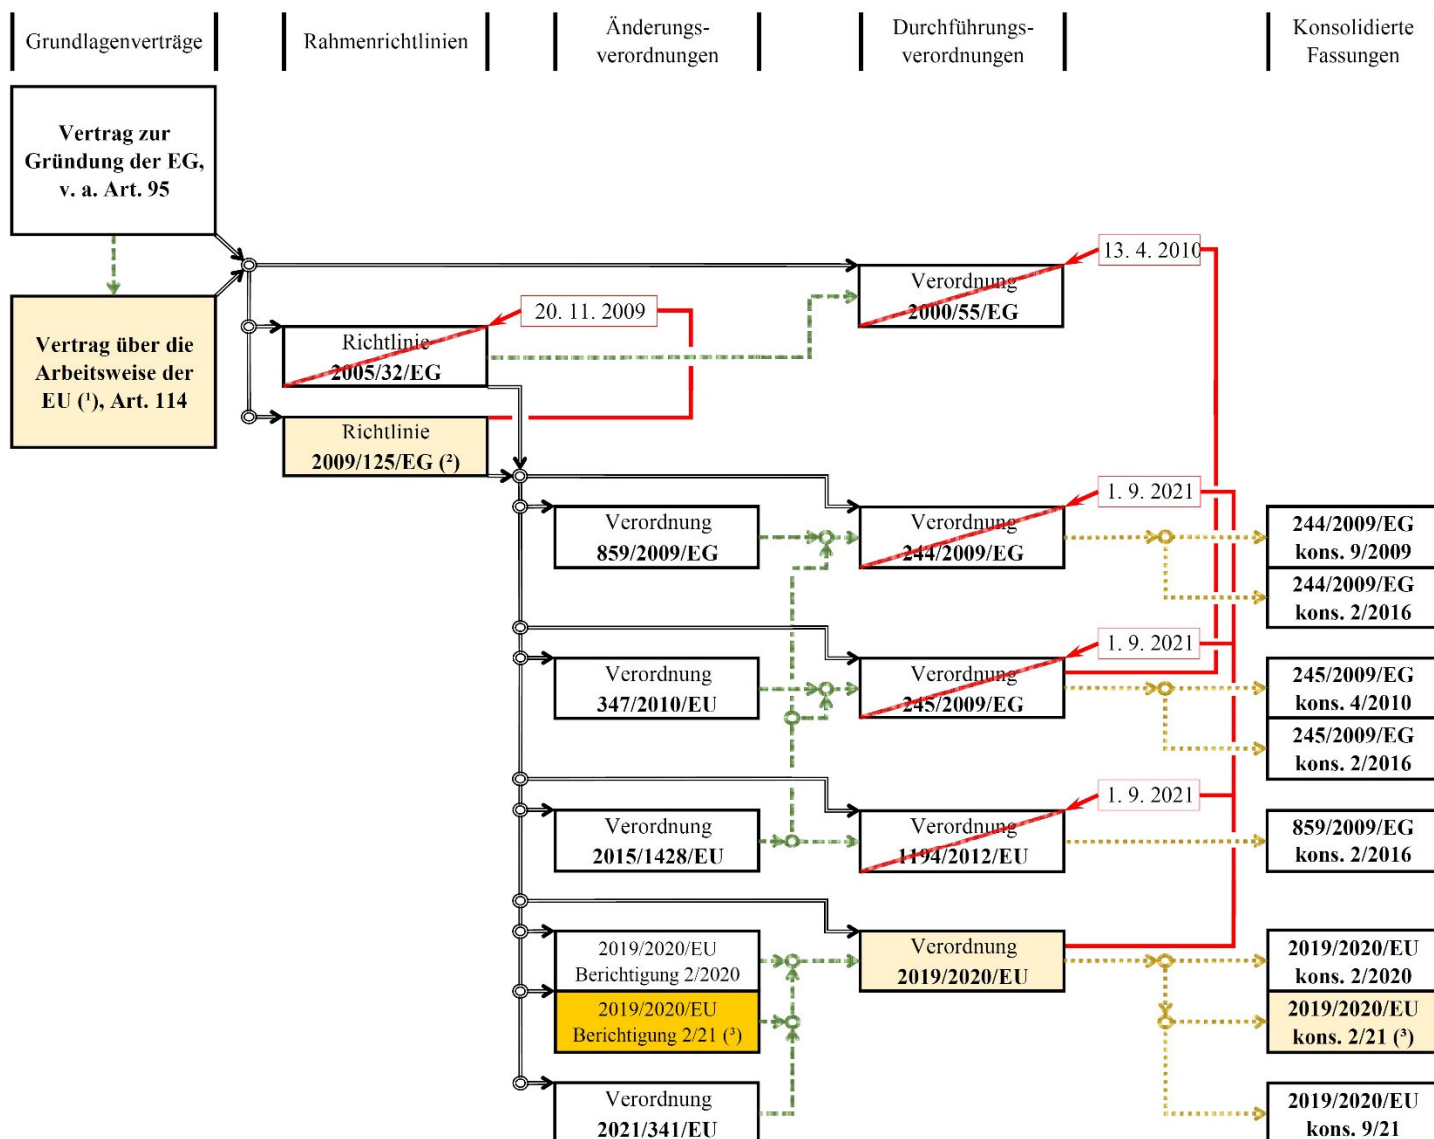 Grundlagenverträge
Rahmenrichtlinien
Änderungs-
verordnungen
Durchführungs-
verordnungen
Konsolidierte
Fassungen
Vertrag zur
Gründung der EG,
v. a. Art. 95
Vertrag über die
Arbeitsweise der
EU (¹), Art. 114
13. 4. 2010
Verordnung
2000/55/EG
20. 11. 2009
Richtlinie
2005/32/EG
Richtlinie
2009/125/EG (²)
1. 9. 2021
Verordnung
859/2009/EG
Verordnung
244/2009/EG
244/2009/EG
kons. 9/2009
244/2009/EG
kons. 2/2016
1. 9. 2021
Verordnung
347/2010/EU
Verordnung
245/2009/EG
245/2009/EG
kons. 4/2010
245/2009/EG
kons. 2/2016
1. 9. 2021
Verordnung
2015/1428/EU
Verordnung
1194/2012/EU
859/2009/EG
kons. 2/2016
2019/2020/EU
Berichtigung 2/2020
Verordnung
2019/2020/EU
2019/2020/EU
kons. 2/2020
2019/2020/EU
Berichtigung 2/21 (³)
2019/2020/EU
kons. 2/21 (³)
Verordnung
2021/341/EU
2019/2020/EU
kons. 9/21